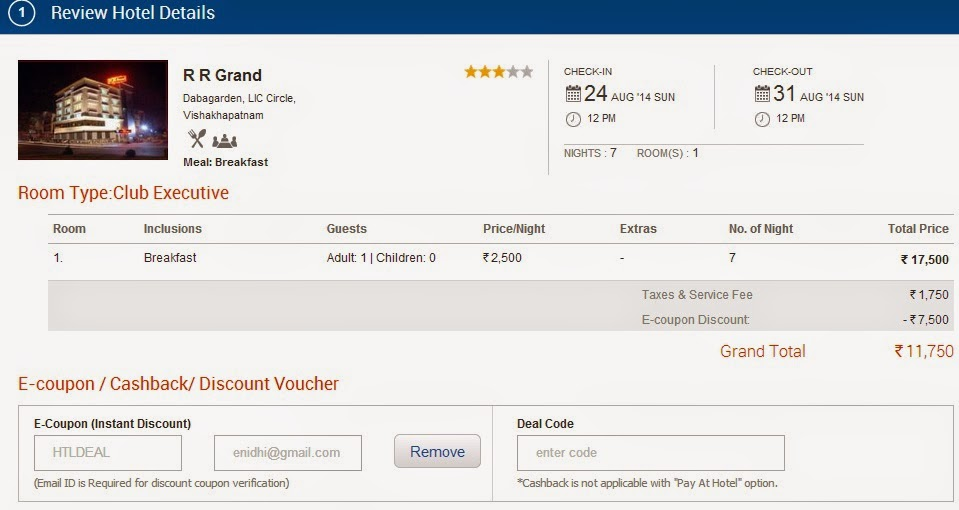 1 Review Hotel Details
R R Grand
Dabagarden, LIC Circle,
Vishakhapatnam
Meal: Breakfast
CHECK-IN
24 AUG '14 SUN
12 PM
CHECK-OUT
31 AUG '14 SUN
12 PM
NIGHTS : 7 ROOM(S) : 1
Room Type:Club Executive
Room Inclusions Guests Price/Night Extras No. of Night Total Price
1. Breakfast Adult: 1 | Children: 0 ₹2,500 - 7 ₹ 17,500
Taxes & Service Fee ₹1,750
E-coupon Discount: - ₹7,500
Grand Total ₹ 11,750
E-coupon / Cashback/ Discount Voucher
E-Coupon (Instant Discount)
HTLDEAL enidhi@gmail.com Remove
(Email ID is Required for discount coupon verification)
Deal Code
enter code
*Cashback is not applicable with "Pay At Hotel" option.